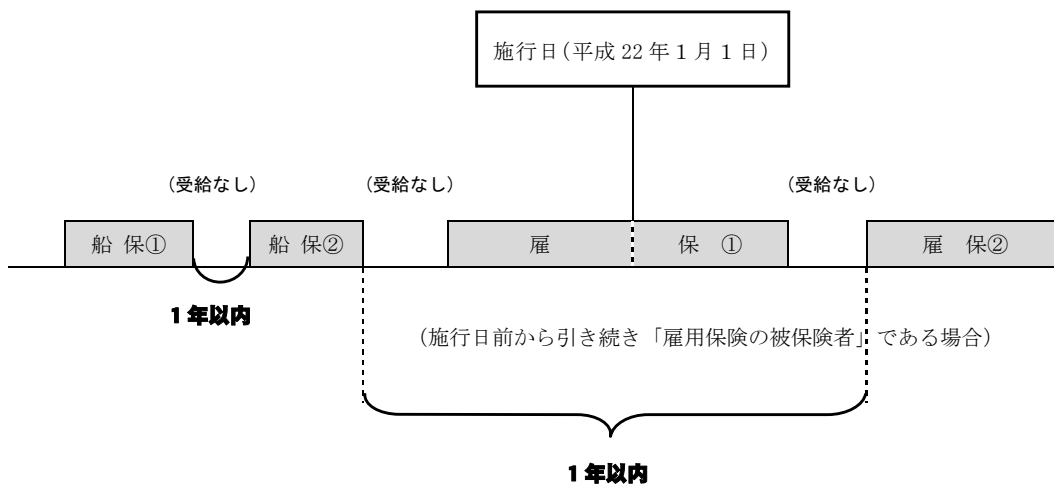 施行日(平成 22 年 1 月 1 日)
(受給なし) (受給なし) (受給なし)
船 保① 船 保② 雇 保 ① 雇 保②
1 年以内
(施行日前から引き続き「雇用保険の被保険者」である場合)
1 年以内